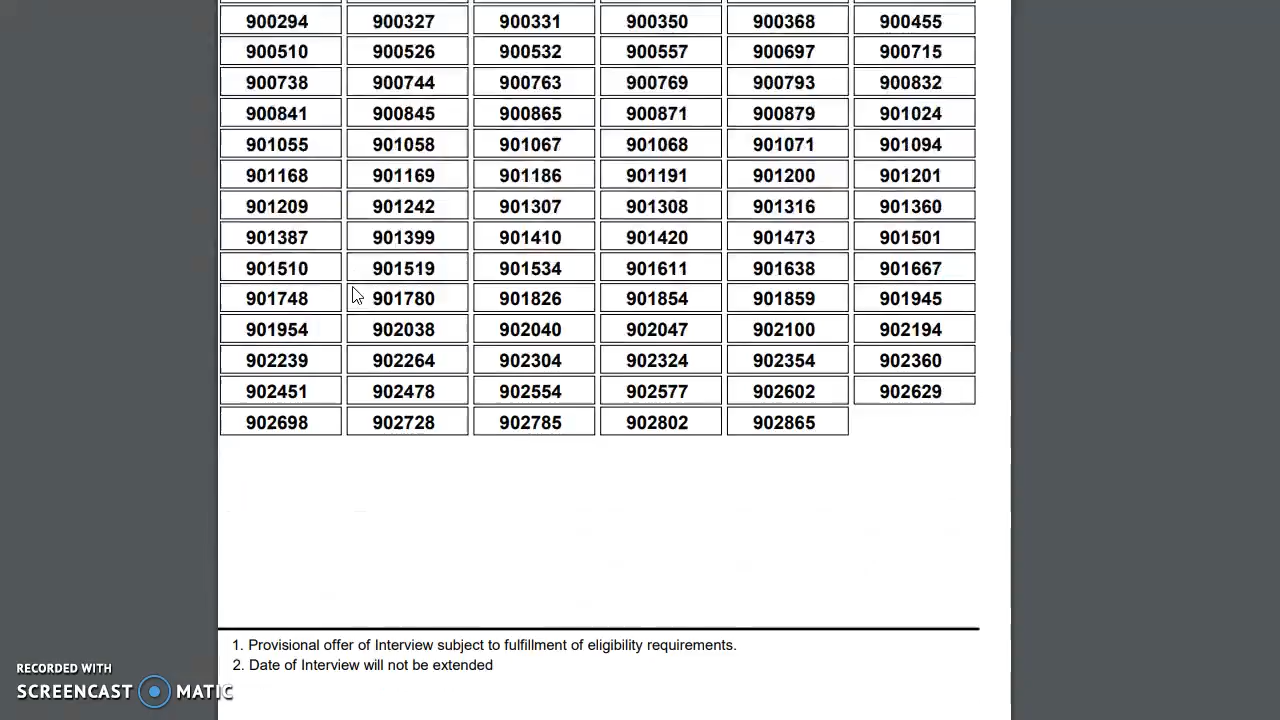 900294 900327 900331 900350 900368 900455
900510 900526 900532 900557 900697 900715
900738 900744 900763 900769 900793 900832
900841 900845 900865 900871 900879 901024
901055 901058 901067 901068 901071 901094
901168 901169 901186 901191 901200 901201
901209 901242 901307 901308 901316 901360
901387 901399 901410 901420 901473 901501
901510 901519 901534 901611 901638 901667
901748 901780 901826 901854 901859 901945
901954 902038 902040 902047 902100 902194
902239 902264 902304 902324 902354 902360
902451 902478 902554 902577 902602 902629
902698 902728 902785 902802 902865
1. Provisional offer of Interview subject to fulfillment of eligibility requirements.
2. Date of Interview will not be extended
RECORDED WITH
SCREENCAST MATIC